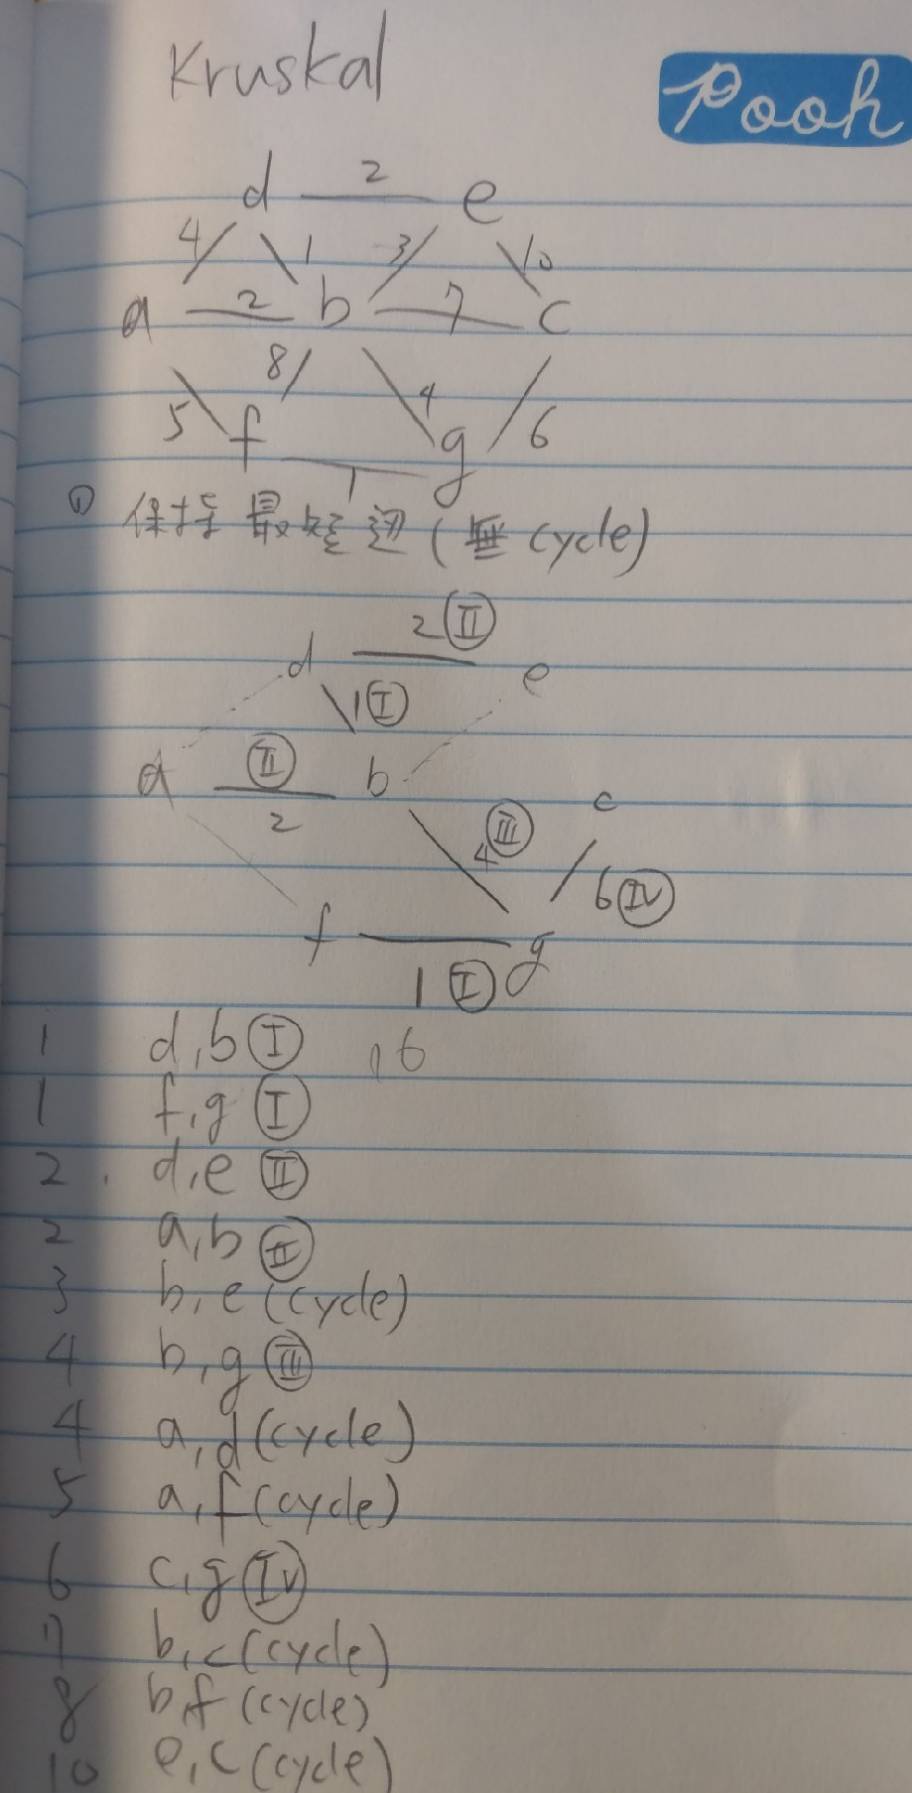 Kruskal
Pooh
d 2 e
4 1 3 10
a 2 b 7 c
8 4
5 f g 6
1
① 保持最短邊(無cycle)
2 Ⅱ
d e
1 Ⅰ
a Ⅱ b
2 c
4 Ⅲ
6 Ⅳ
f g
1 Ⅰ
1 d,b Ⅰ 16
1 f,g Ⅰ
2. d,e Ⅱ
2 a,b Ⅱ
3 b,e (cycle)
4 b,g Ⅲ
4 a,d (cycle)
5 a,f (cycle)
6 c,g Ⅳ
7 b,c (cycle)
8 b,f (cycle)
10 e,c (cycle)